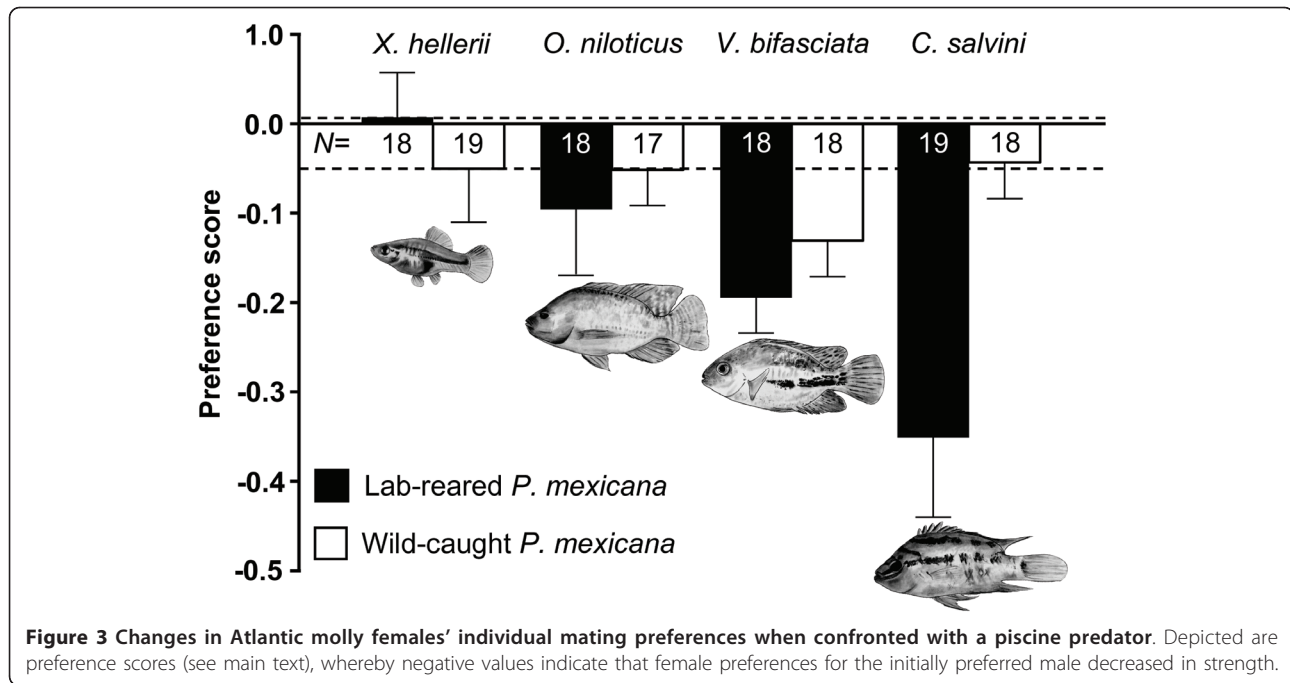 1.0
X. hellerii O. niloticus V. bifasciata C. salvini
0.0
N= 18 19 18 17 18 18 19 18
-0.1
-0.2
-0.3
-0.4
-0.5
Preference score
Lab-reared P. mexicana
Wild-caught P. mexicana
Figure 3 Changes in Atlantic molly females' individual mating preferences when confronted with a piscine predator. Depicted are
preference scores (see main text), whereby negative values indicate that female preferences for the initially preferred male decreased in strength.